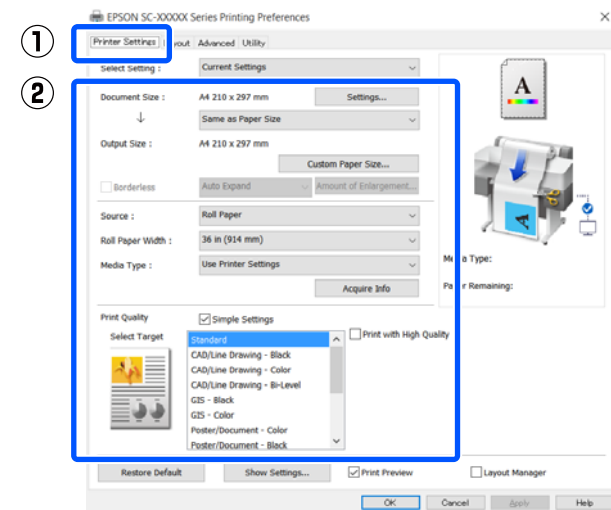 EPSON SC-XXXXX Series Printing Preferences
①
Printer Settings yout Advanced Utility
Select Setting : Current Settings
②
Document Size : A4 210 x 297 mm Settings...
Same as Paper Size
Output Size : A4 210 x 297 mm
Custom Paper Size...
Borderless Auto Expand Amount of Enlargement...
Source : Roll Paper
Roll Paper Width : 36 in (914 mm)
Media Type : Use Printer Settings
Acquire Info
Print Quality Simple Settings
Select Target
Print with High Quality
Standard
CAD/Line Drawing - Black
CAD/Line Drawing - Color
CAD/Line Drawing - Bi-Level
GIS - Black
GIS - Color
Poster/Document - Color
Poster/Document - Black
A
Me a Type:
Pa r Remaining:
Restore Default Show Settings... Print Preview Layout Manager
OK Cancel Apply Help